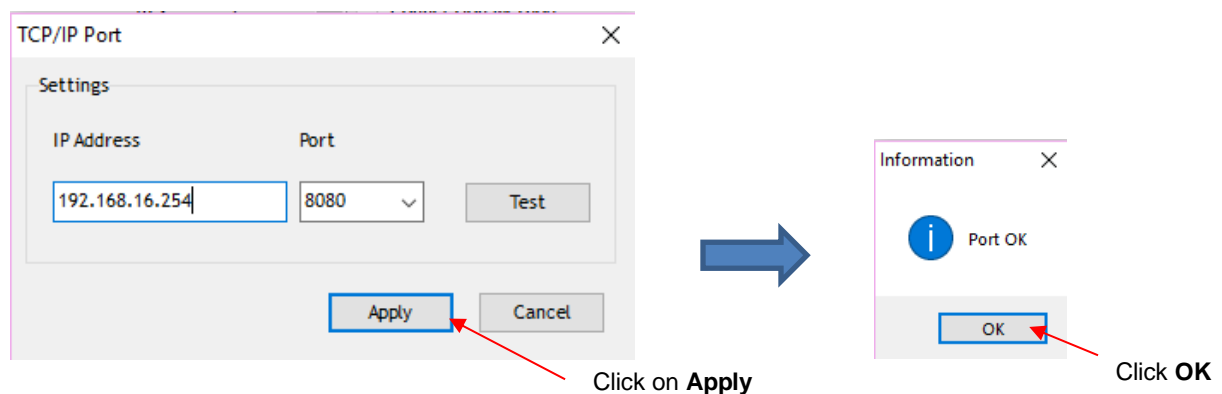 TCP/IP Port
Settings
IP Address Port
192.168.16.254 8080 Test
Apply Cancel
Click on Apply
Information
Port OK
OK
Click OK